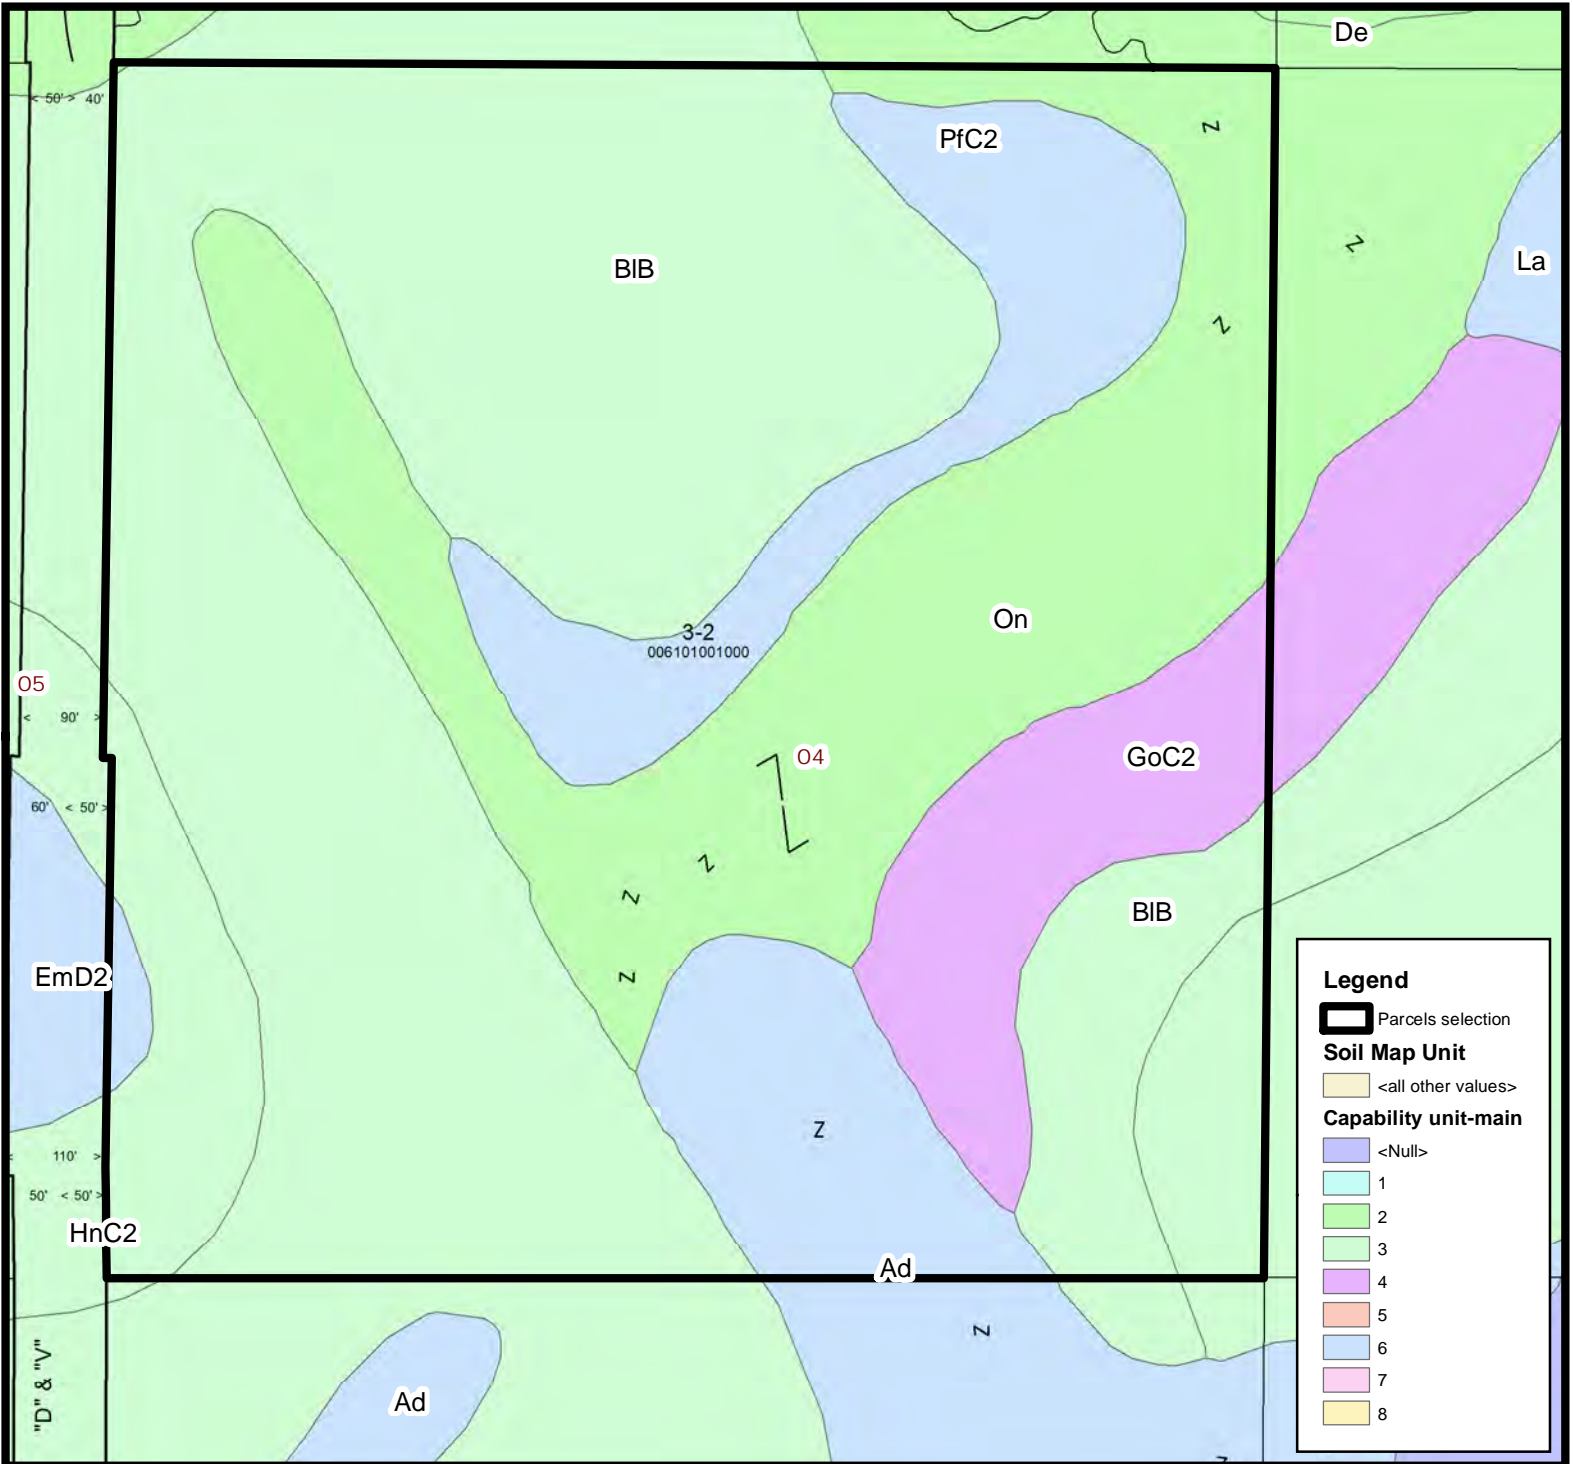 De
< 50' > 40'
PfC2
z
z
BlB
La
z
On
3-2
006101001000
05
< 90' >
04
GoC2
60' < 50' >
z
z
BlB
EmD2
z
z
110' >
50' < 50' >
HnC2
Ad
z
"D" & "V"
Ad
Legend
Parcels selection
Soil Map Unit
<all other values>
Capability unit-main
<Null>
1
2
3
4
5
6
7
8